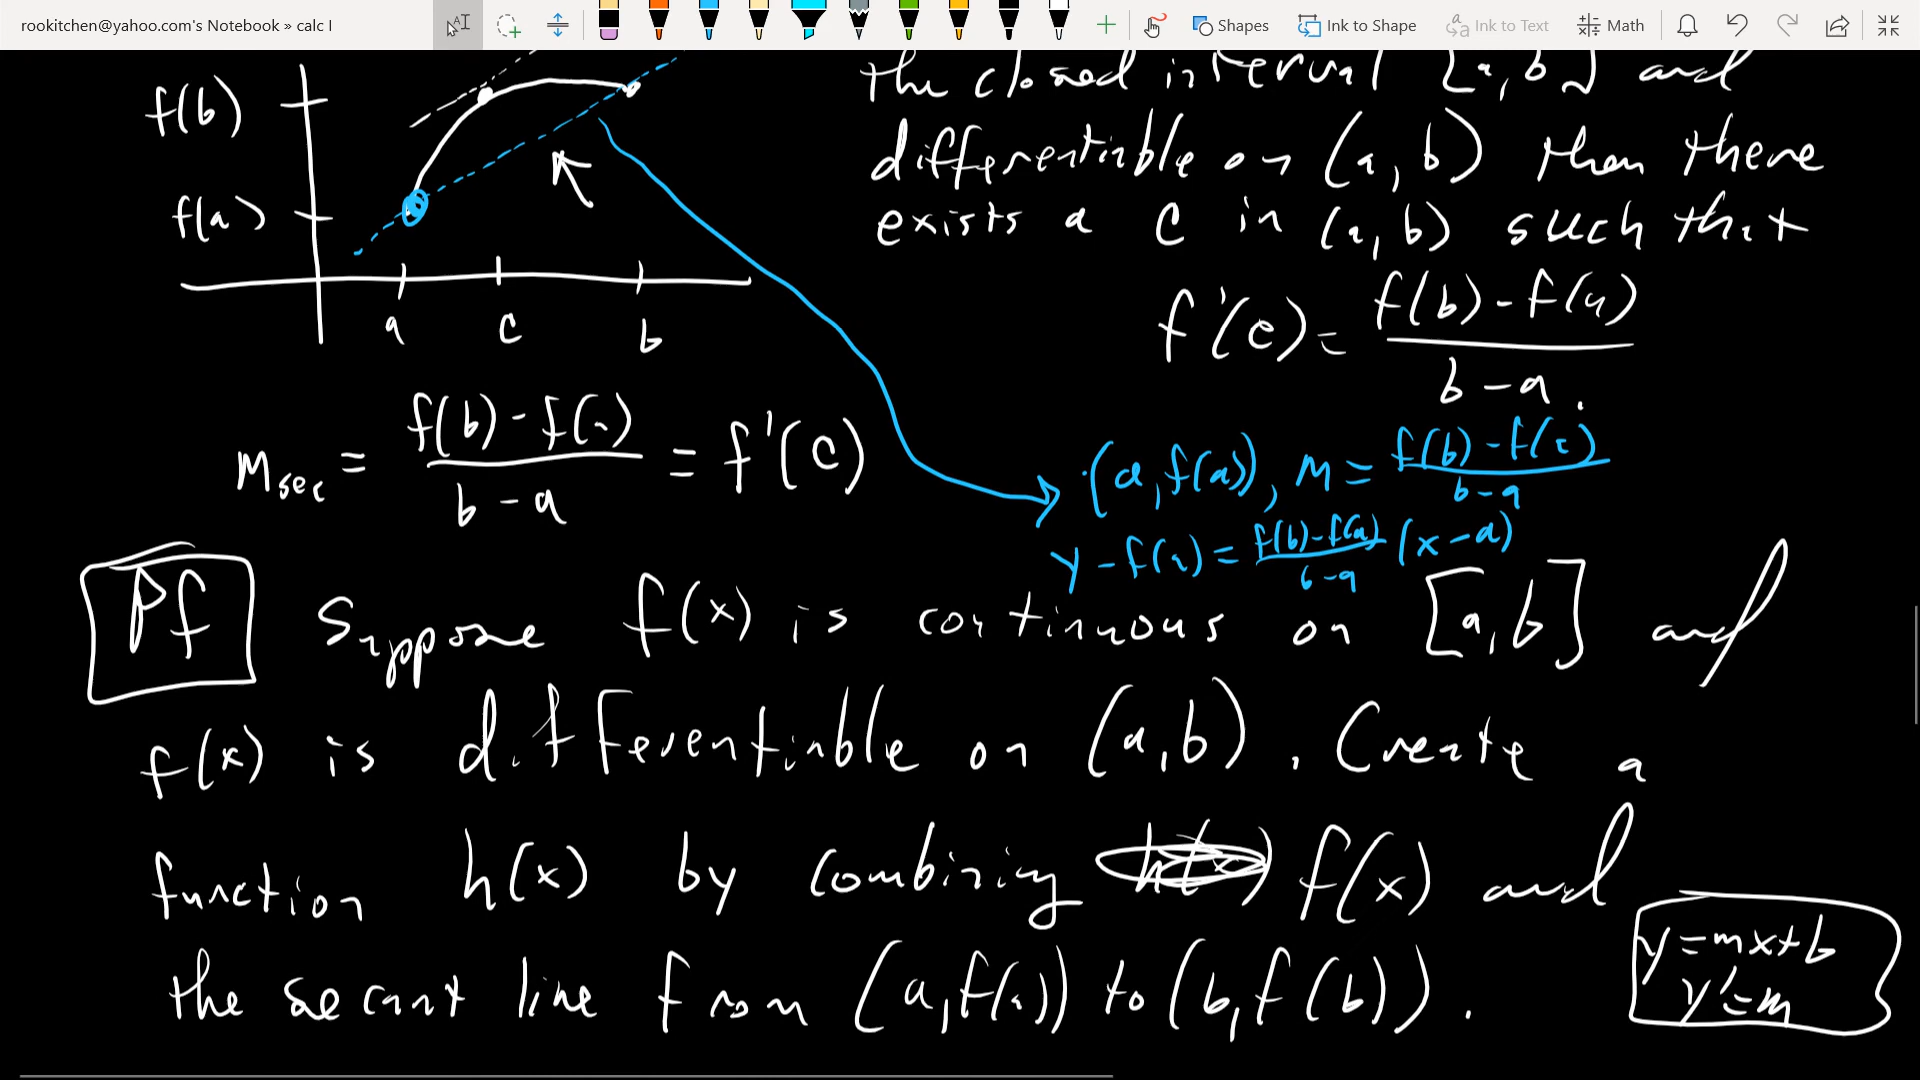 rookitchen@yahoo.com's Notebook » calc I
Shapes
Ink to Shape
Ink to Text
Math
f(b)
f(a)
a c b
the closed interval [a,b] and
differentiable on (a,b) then there
exists a c in (a,b) such that
f'(c) = f(b)-f(a) / b-a .
m_sec = f(b)-f(a) / b-a = f'(c)
(a,f(a)), m = f(b)-f(a) / b-a
y-f(a) = f(b)-f(a) / b-a (x-a)
Pf Suppose f(x) is continuous on [a,b] and
f(x) is differentiable on (a,b). Create a
function h(x) by combining h(x) f(x) and
the secant line from (a,f(a)) to (b,f(b)).
y=mx+b
y'=m